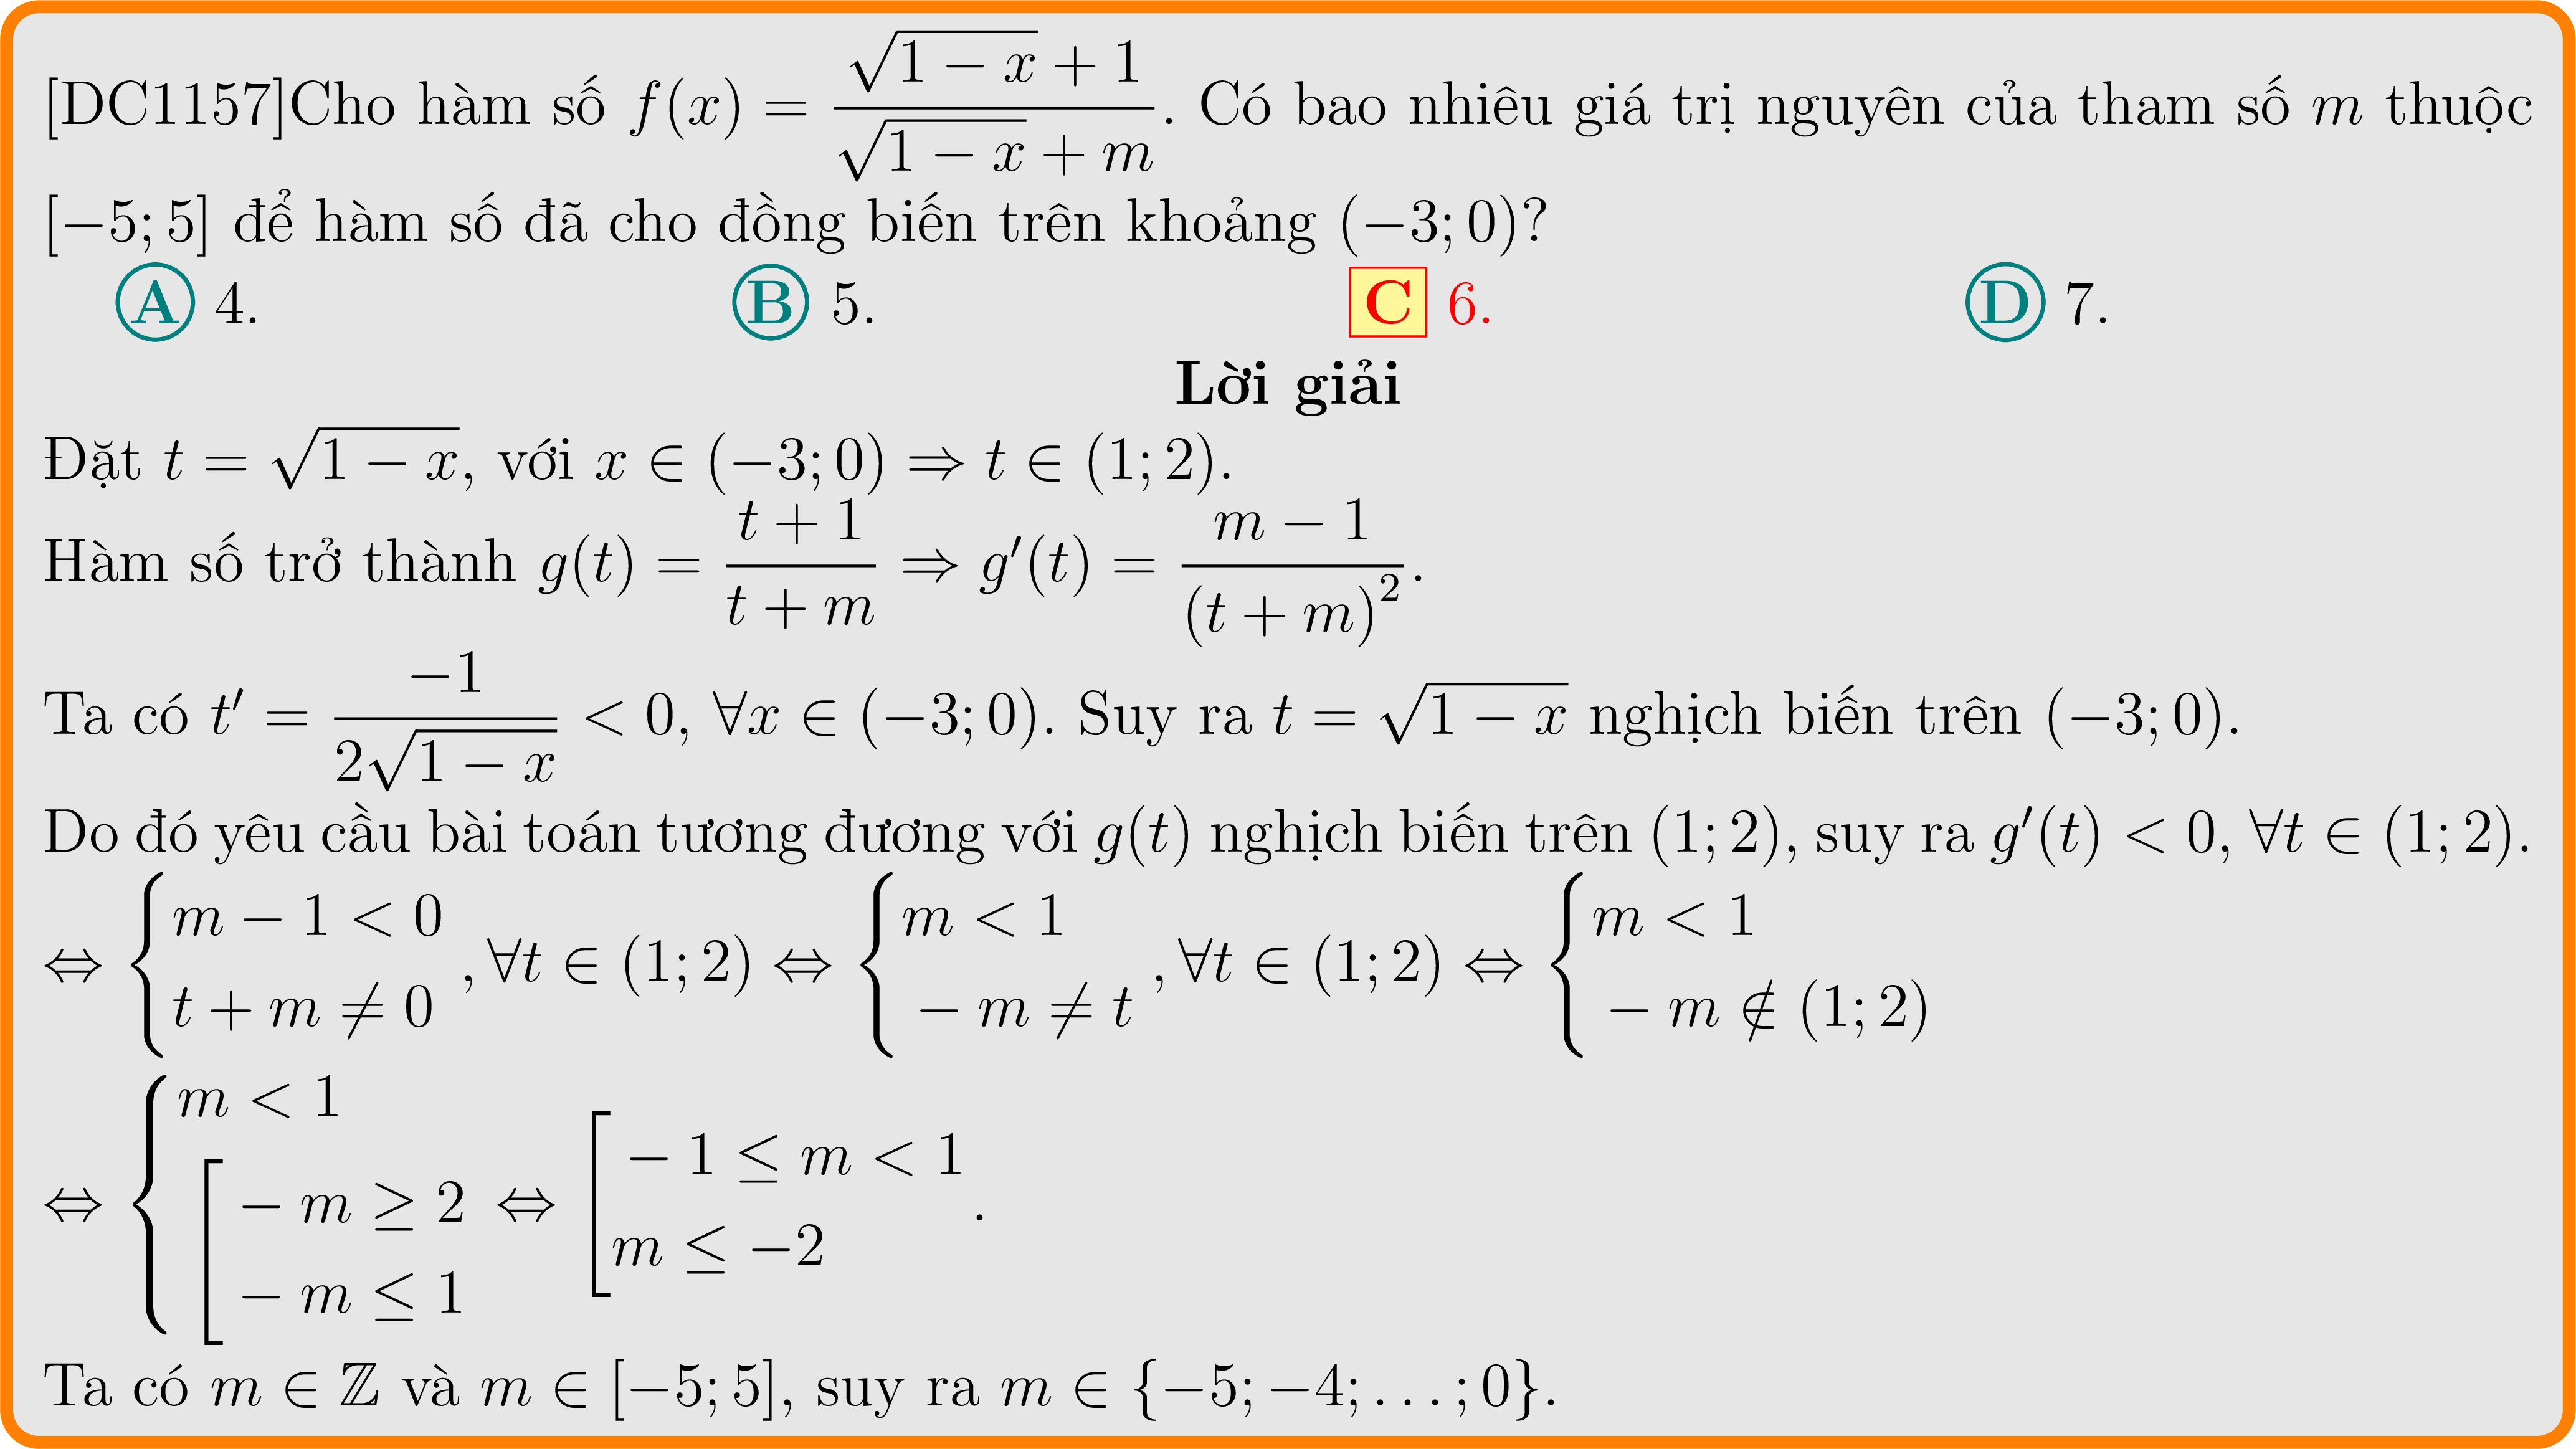 [DC1157]Cho hàm số $f(x) = \dfrac{\sqrt{1-x}+1}{\sqrt{1-x}+m}$. Có bao nhiêu giá trị nguyên của tham số $m$ thuộc
$[-5;5]$ để hàm số đã cho đồng biến trên khoảng $(-3;0)$?
A 4. B 5. C 6. D 7.
Lời giải
Đặt $t = \sqrt{1-x}$, với $x \in (-3;0) \Rightarrow t \in (1;2)$.
Hàm số trở thành $g(t) = \dfrac{t+1}{t+m} \Rightarrow g'(t) = \dfrac{m-1}{(t+m)^2}$.
Ta có $t' = \dfrac{-1}{2\sqrt{1-x}} < 0, \forall x \in (-3;0)$. Suy ra $t = \sqrt{1-x}$ nghịch biến trên $(-3;0)$.
Do đó yêu cầu bài toán tương đương với $g(t)$ nghịch biến trên $(1;2)$, suy ra $g'(t) < 0, \forall t \in (1;2)$.
$\Leftrightarrow \begin{cases} m-1<0 \\ t+m \neq 0 \end{cases}, \forall t \in (1;2) \Leftrightarrow \begin{cases} m<1 \\ -m \neq t \end{cases}, \forall t \in (1;2) \Leftrightarrow \begin{cases} m<1 \\ -m \notin (1;2) \end{cases}$
$\Leftrightarrow \begin{cases} m<1 \\ \left[\begin{array}{l} -m \geq 2 \\ -m \leq 1 \end{array}\right. \end{cases} \Leftrightarrow \left[\begin{array}{l} -1 \leq m < 1 \\ m \leq -2 \end{array}\right.$.
Ta có $m \in \mathbb{Z}$ và $m \in [-5;5]$, suy ra $m \in \{-5;-4;\ldots;0\}$.